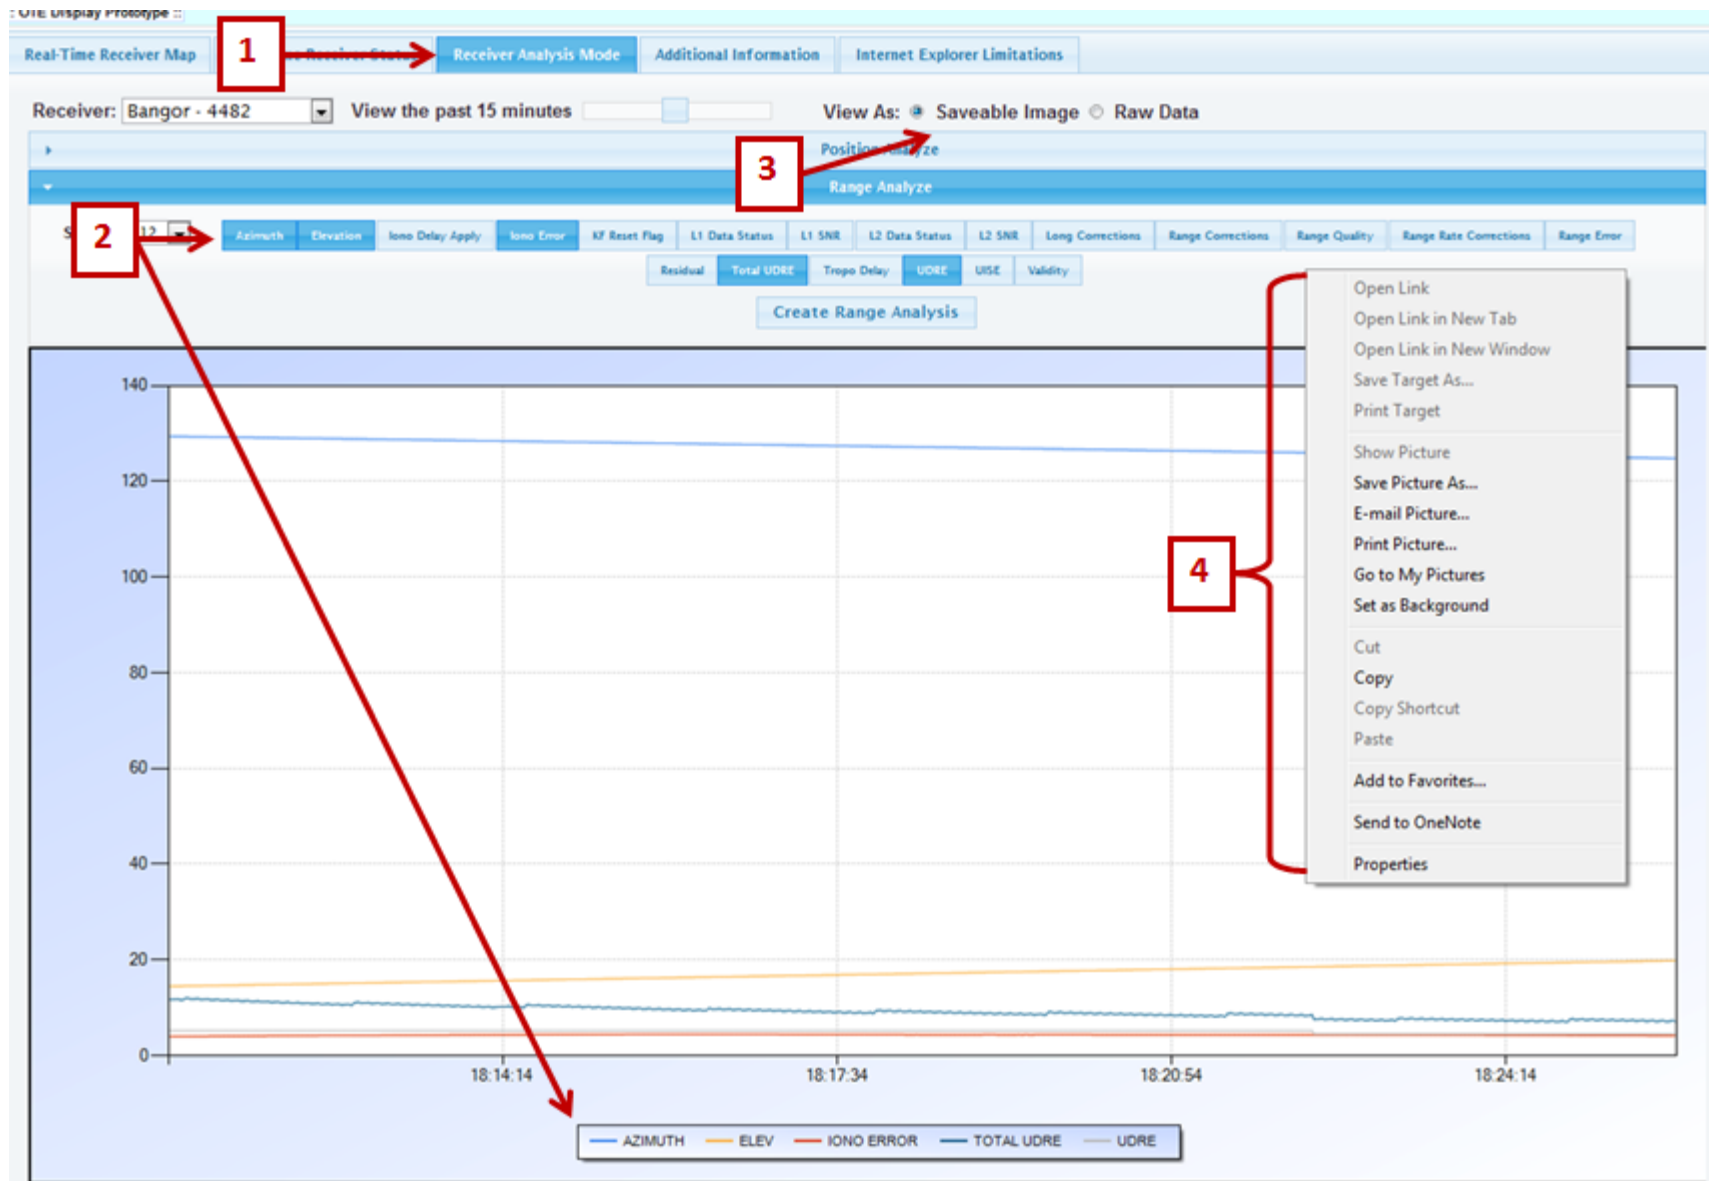 : OTE Display Prototype ::
Real-Time Receiver Map
1
Receiver Analysis Mode
Additional Information
Internet Explorer Limitations
Receiver: Bangor - 4482 View the past 15 minutes View As: Saveable Image Raw Data
3
Position Analyze
Range Analyze
2
12
Azimuth Elevation Iono Delay Apply Iono Error KF Reset Flag L1 Data Status L1 SNR L2 Data Status L2 SNR Long Corrections Range Corrections Range Quality Range Rate Corrections Range Error
Residual Total UDRE Tropo Delay UDRE UISE Validity
Create Range Analysis
Open Link
Open Link in New Tab
Open Link in New Window
Save Target As...
Print Target
Show Picture
Save Picture As...
E-mail Picture...
Print Picture...
Go to My Pictures
Set as Background
Cut
Copy
Copy Shortcut
Paste
Add to Favorites...
Send to OneNote
Properties
4
140
120
100
80
60
40
20
0
18:14:14 18:17:34 18:20:54 18:24:14
AZIMUTH ELEV IONO ERROR TOTAL UDRE UDRE